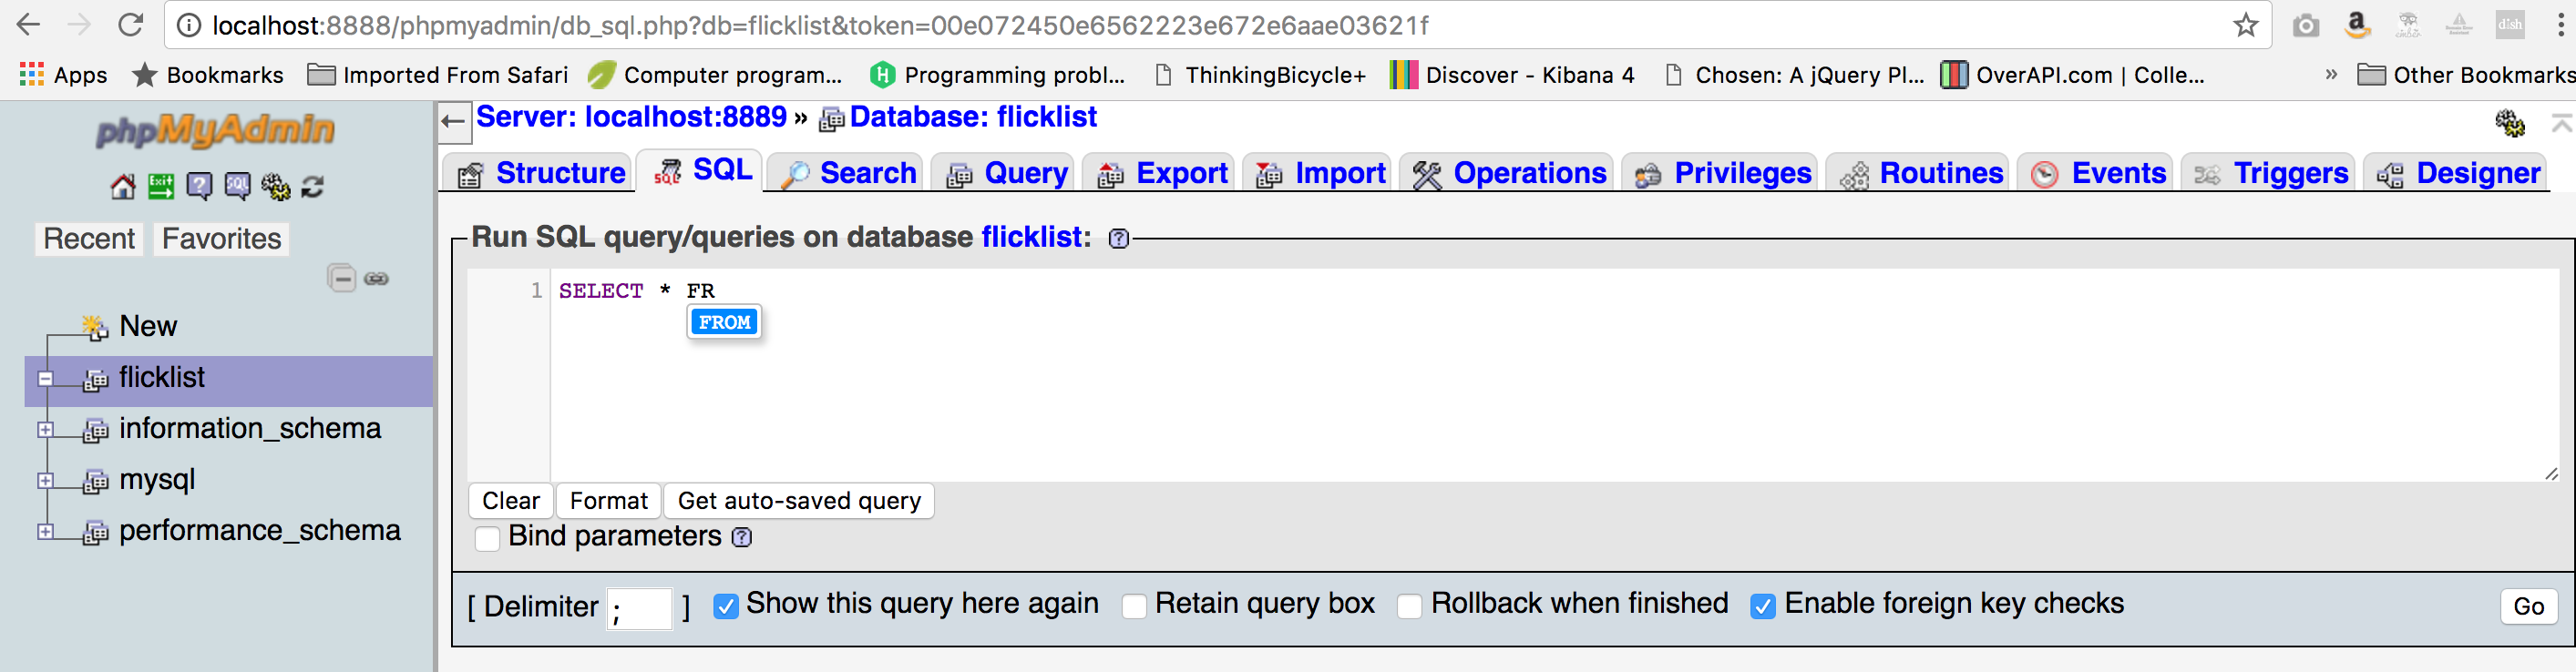 localhost:8888/phpmyadmin/db_sql.php?db=flicklist&token=00e072450e6562223e672e6aae03621f
Apps Bookmarks Imported From Safari Computer program... Programming probl... ThinkingBicycle+ Discover - Kibana 4 Chosen: A jQuery Pl... OverAPI.com | Colle... » Other Bookmarks
phpMyAdmin
Recent Favorites
New
flicklist
information_schema
mysql
performance_schema
Server: localhost:8889 » Database: flicklist
Structure SQL Search Query Export Import Operations Privileges Routines Events Triggers Designer
Run SQL query/queries on database flicklist:
1 SELECT * FR
FROM
Clear Format Get auto-saved query
Bind parameters
[ Delimiter ; ] Show this query here again Retain query box Rollback when finished Enable foreign key checks Go